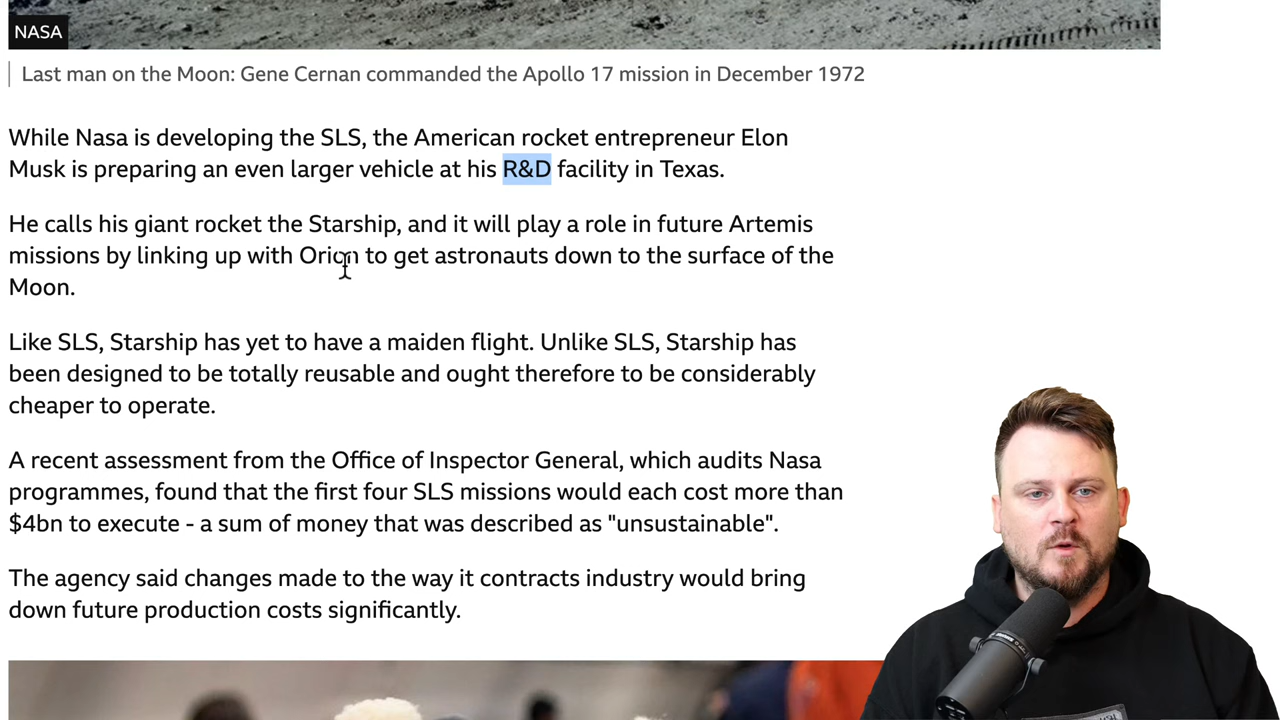 NASA
Last man on the Moon: Gene Cernan commanded the Apollo 17 mission in December 1972
While Nasa is developing the SLS, the American rocket entrepreneur Elon
Musk is preparing an even larger vehicle at his R&D facility in Texas.
He calls his giant rocket the Starship, and it will play a role in future Artemis
missions by linking up with Orion to get astronauts down to the surface of the
Moon.
Like SLS, Starship has yet to have a maiden flight. Unlike SLS, Starship has
been designed to be totally reusable and ought therefore to be considerably
cheaper to operate.
A recent assessment from the Office of Inspector General, which audits Nasa
programmes, found that the first four SLS missions would each cost more than
$4bn to execute - a sum of money that was described as "unsustainable".
The agency said changes made to the way it contracts industry would bring
down future production costs significantly.